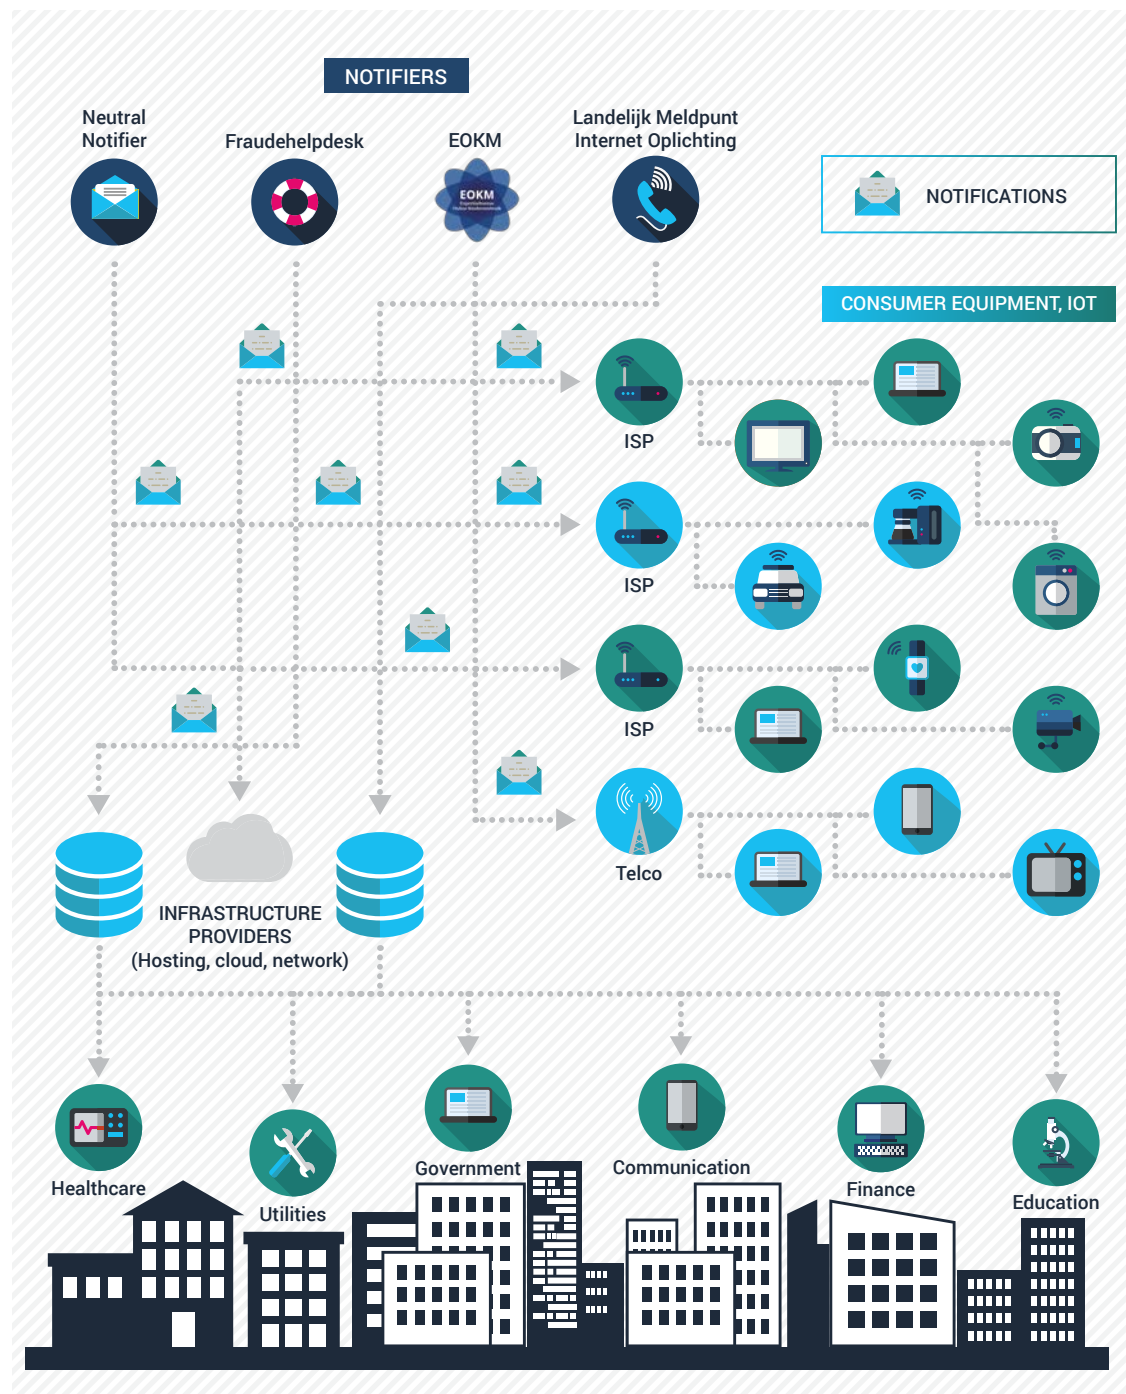 NOTIFIERS
Neutral
Notifier
Fraudehelpdesk
EOKM
Landelijk Meldpunt
Internet Oplichting
EOKM
NOTIFICATIONS
CONSUMER EQUIPMENT, IOT
ISP
ISP
ISP
Telco
INFRASTRUCTURE
PROVIDERS
(Hosting, cloud, network)
Healthcare
Utilities
Government
Communication
Finance
Education